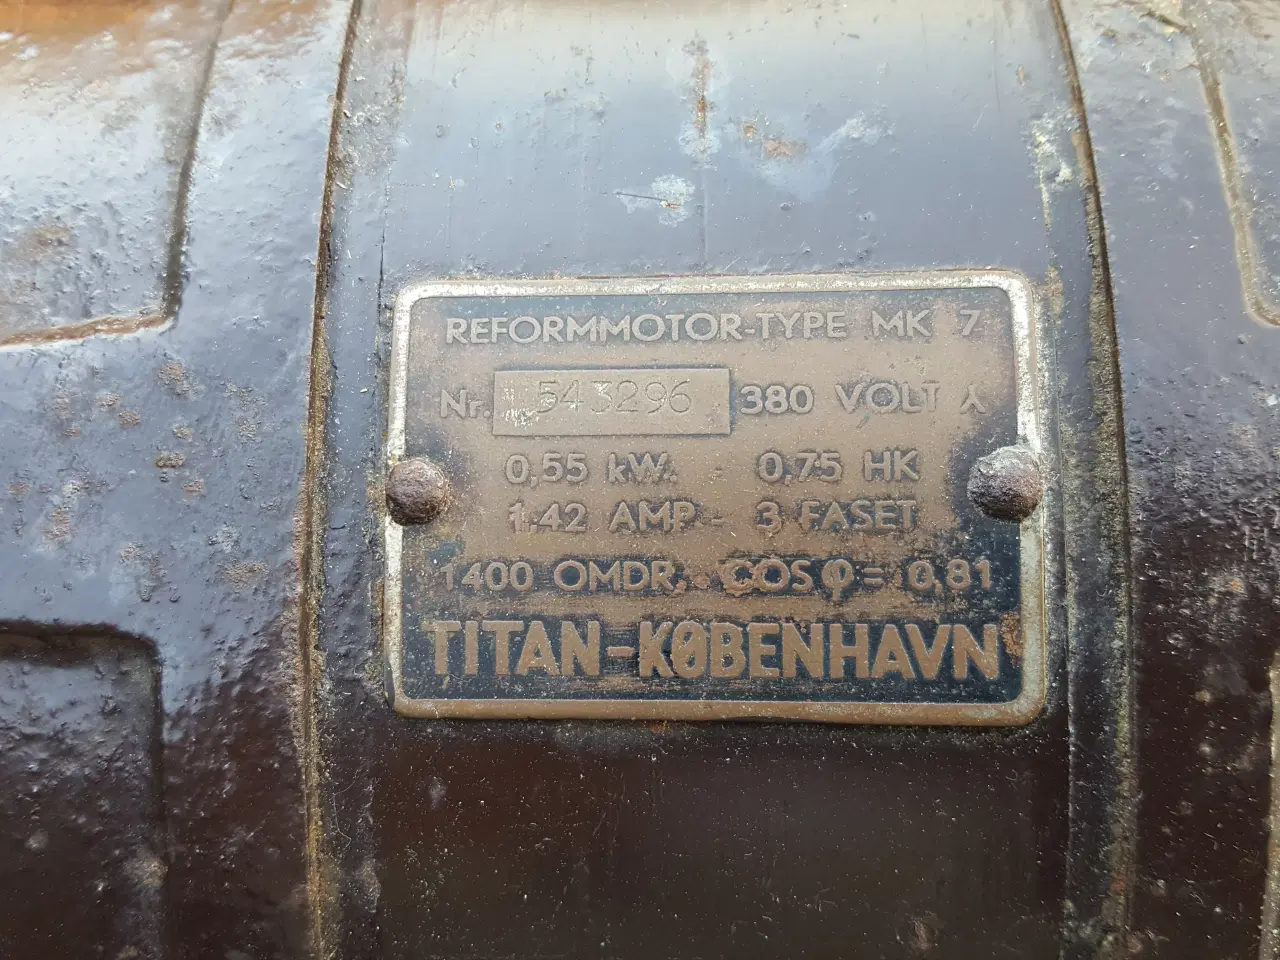 REFORMMOTOR-TYPE MK 7
Nr. 543296 380 VOLT ⅄
0,55 kW. - 0,75 HK
1,42 AMP - 3 FASET
1400 OMDR. COS φ = 0,81
TITAN-KØBENHAVN